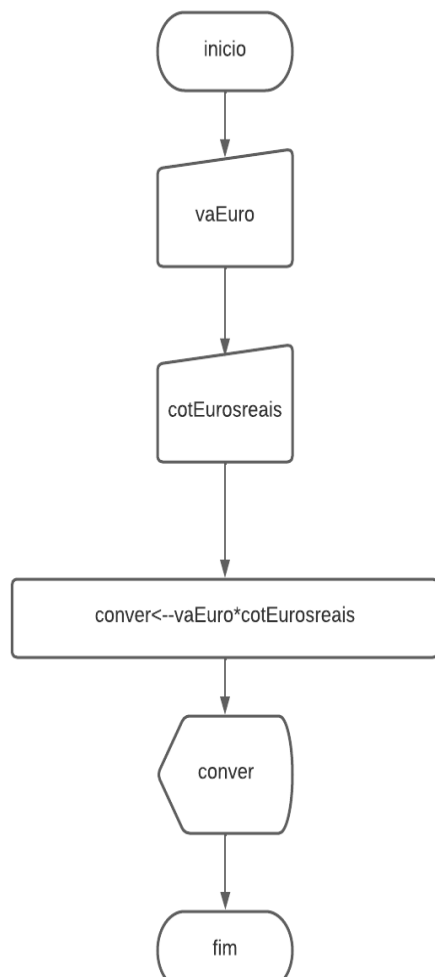 inicio
vaEuro
cotEurosreais
conver<--vaEuro*cotEurosreais
conver
fim